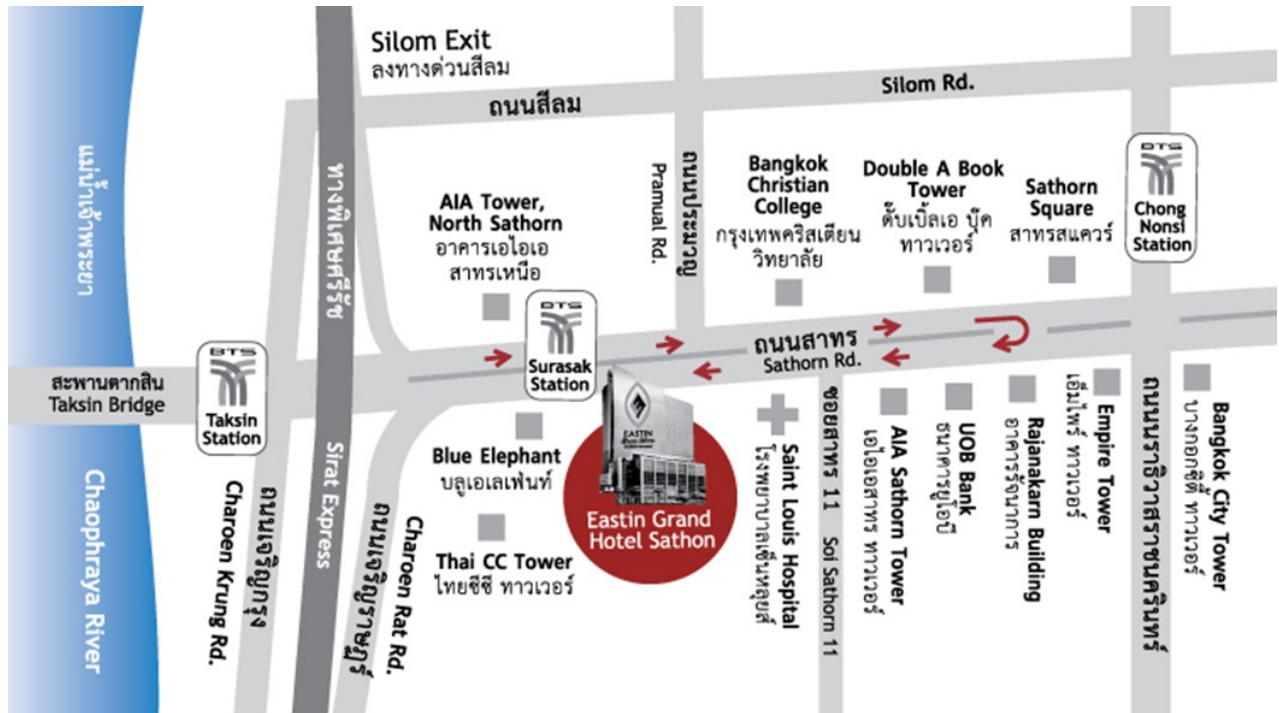 Silom Exit
ลงทางด่วนสีลม
ถนนสีลม
Silom Rd.
แม่น้ำเจ้าพระยา
Chaophraya River
ทางพิเศษศรีรัช
Sirat Express
AIA Tower,
North Sathorn
อาคารเอไอเอ
สาทรเหนือ
ถนนประมวญ
Pramual Rd.
Bangkok
Christian
College
กรุงเทพคริสเตียน
วิทยาลัย
Double A Book
Tower
ดั๊บเบิ้ลเอ บุ๊ค
ทาวเวอร์
Sathorn
Square
สาทรสแควร์
BTS
Chong
Nonsi
Station
BTS
Surasak
Station
BTS
Taksin
Station
สะพานตากสิน
Taksin Bridge
ถนนสาทร
Sathorn Rd.
ถนนเจริญกรุง
Charoen Krung Rd.
ถนนเจริญราษฎร์
Charoen Rat Rd.
Blue Elephant
บลูเอเลเฟ่นท์
Thai CC Tower
ไทยซีซี ทาวเวอร์
EASTIN
Eastin Grand
Hotel Sathon
Saint Louis Hospital
โรงพยาบาลเซ็นหลุยส์
ซอยสาทร 11
Soi Sathorn 11
AIA Sathorn Tower
เอไอเอสาทร ทาวเวอร์
UOB Bank
ธนาคารยูโอบี
Rajanakarn Building
อาคารรัจนาการ
Empire Tower
เอ็มไพร์ ทาวเวอร์
ถนนนราธิวาสราชนครินทร์
Bangkok City Tower
บางกอกซิตี้ ทาวเวอร์